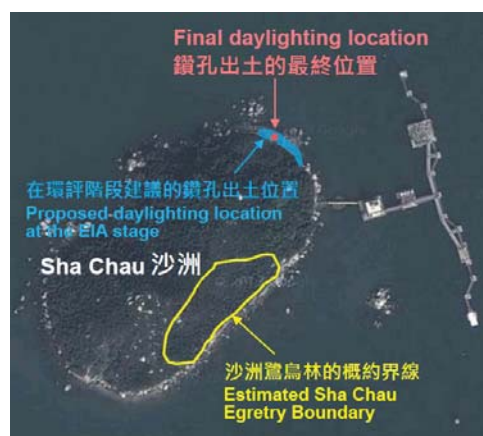 Final daylighting location
鑽孔出土的最終位置
在環評階段建議的鑽孔出土位置
Proposed daylighting location
at the EIA stage
Sha Chau 沙洲
沙洲鷺鳥林的概約界線
Estimated Sha Chau
Egretry Boundary